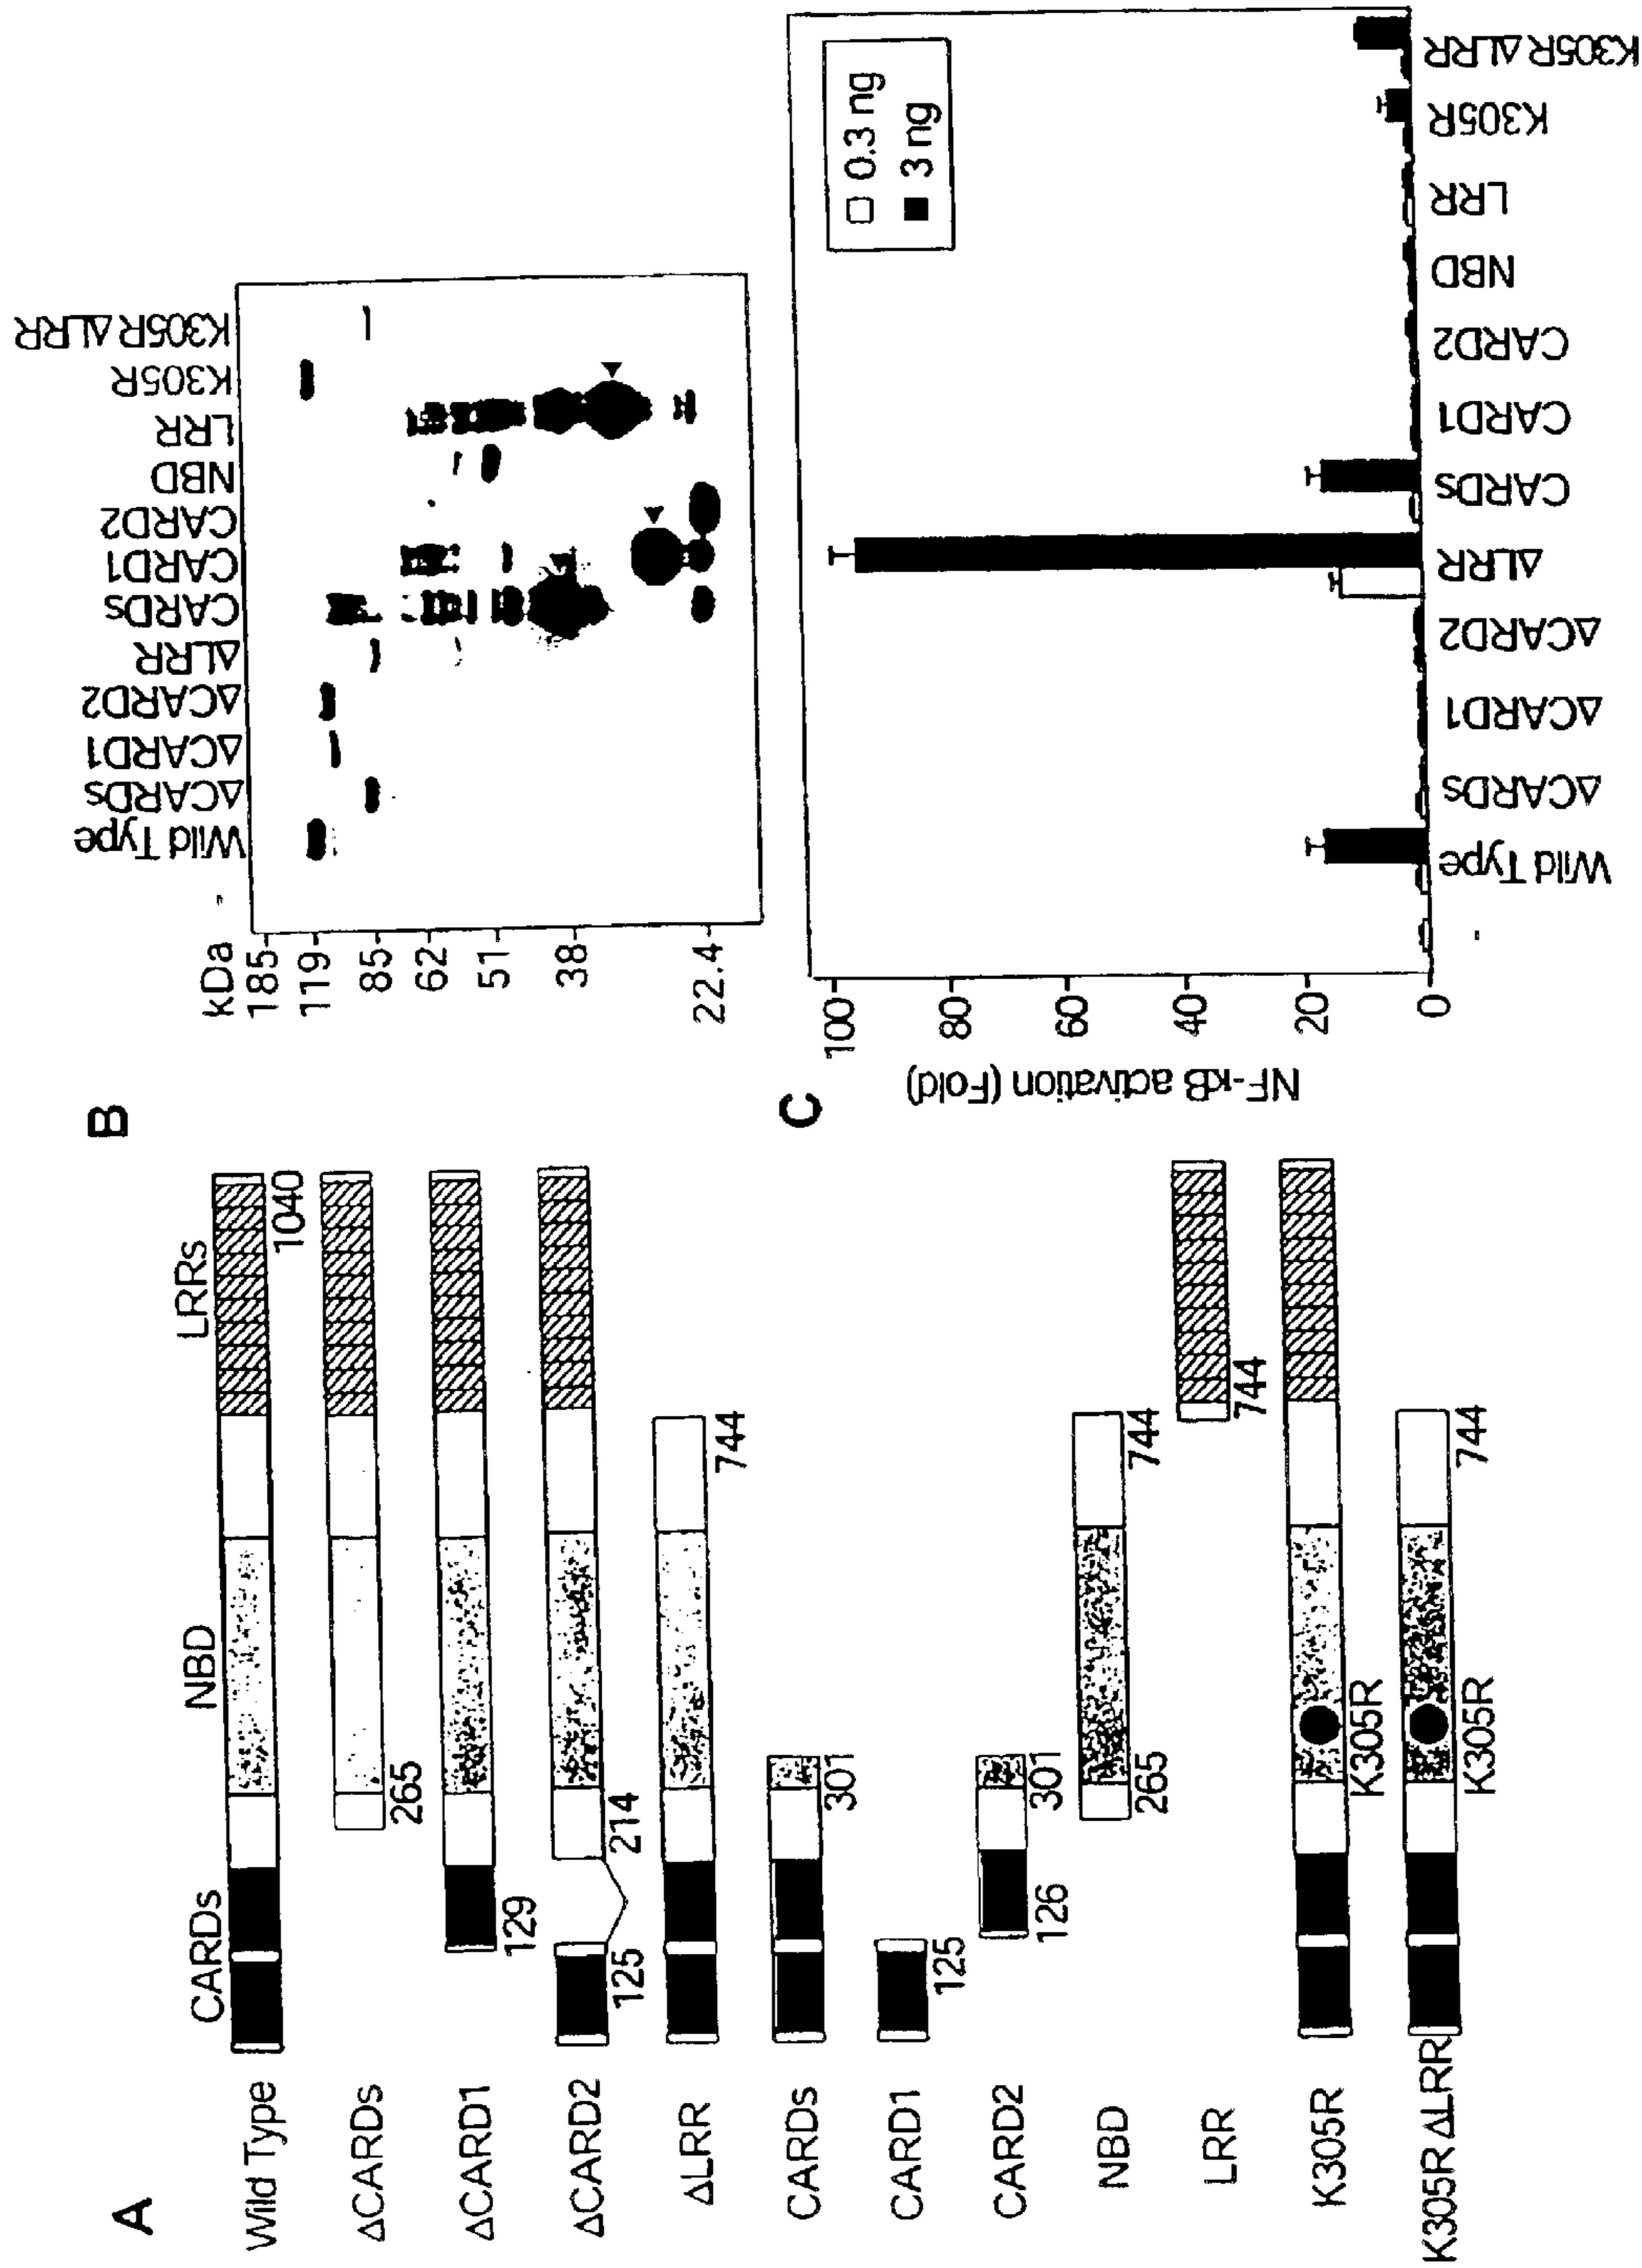 A
CARDs NBD LRRs
Wild Type
1040
ΔCARDs
265
ΔCARD1
129
ΔCARD2
125 214
ΔLRR
744
CARDs
301
CARD1
125
CARD2
126 301
NBD
265 744
LRR
744
K305R
K305R
K305R ΔLRR
K305R 744
B
- Wild Type ΔCARDs ΔCARD1 ΔCARD2 ΔLRR CARDs CARD1 CARD2 NBD LRR K305R K305R ΔLRR
kDa
185
119
85
62
51
38
22.4
C
NF-κB activation (Fold)
100
80
60
40
20
0
0.3 ng
3 ng
- Wild Type ΔCARDs ΔCARD1 ΔCARD2 ΔLRR CARDs CARD1 CARD2 NBD LRR K305R K305R ΔLRR